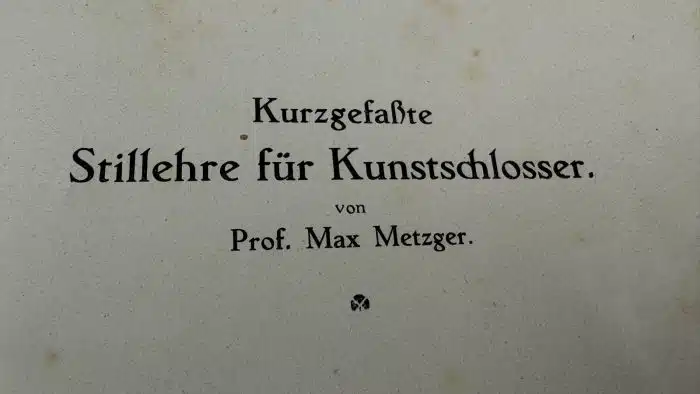 Kurzgefaßte
Stillehre für Kunstschlosser.
von
Prof. Max Metzger.